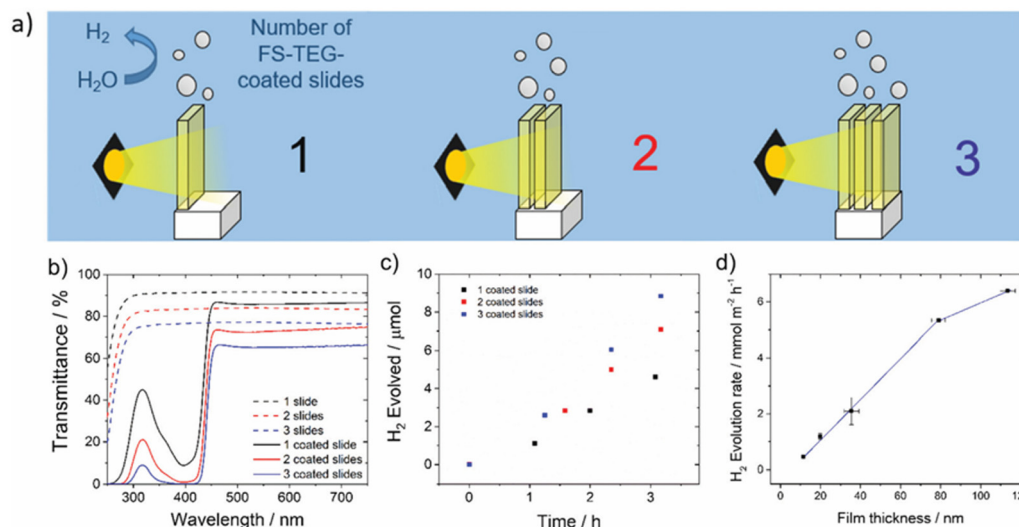 a)
H₂
H₂O
Number of
FS-TEG-
coated slides
1
2
3
b)
Transmittance / %
100
80
60
40
20
0
1 slide
2 slides
3 slides
1 coated slide
2 coated slides
3 coated slides
300 400 500 600 700
Wavelength / nm
c)
H₂ Evolved / μmol
10
8
6
4
2
0
1 coated slide
2 coated slides
3 coated slides
0 1 2 3
Time / h
d)
H₂ Evolution rate / mmol m⁻² h⁻¹
6
4
2
0
20 40 60 80 100 120
Film thickness / nm